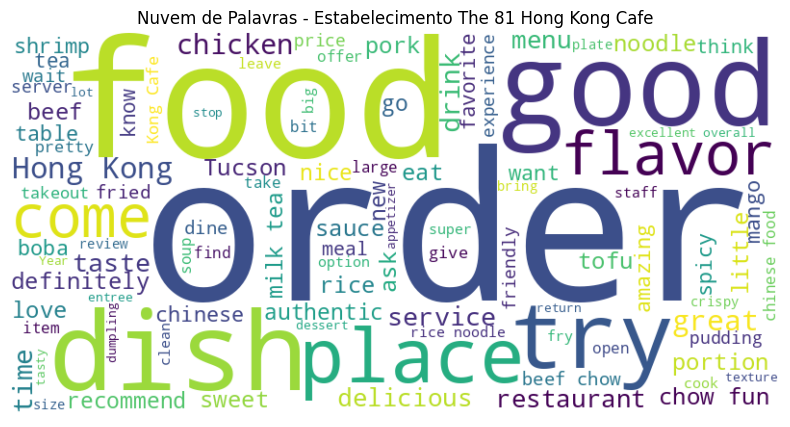 Nuvem de Palavras - Estabelecimento The 81 Hong Kong Cafe
shrimp
tea
wait
server
lot
beef
table
pretty
know
Kong Cafe
chicken
price
offer
leave
pork
food
stop
big
bit
go
drink
favorite
experience
menu
plate
noodle
think
good
excellent overall
flavor
Hong Kong
takeout
fried
Tucson
nice
large
take
eat
new
appetizer
want
bring
staff
mango
come
order
dine
find
soup
boba
review
Year
taste
definitely
entree
milk tea
sauce
meal
option
rice
ask
super
give
friendly
tofu
amazing
spicy
little
chinese food
crispy
love
item
time
tasty
size
dumpling
clean
chinese
authentic
dessert
service
rice noodle
dish
place
try
return
fry
open
great
pudding
portion
cook
texture
beef chow
recommend
sweet
delicious
restaurant
chow fun